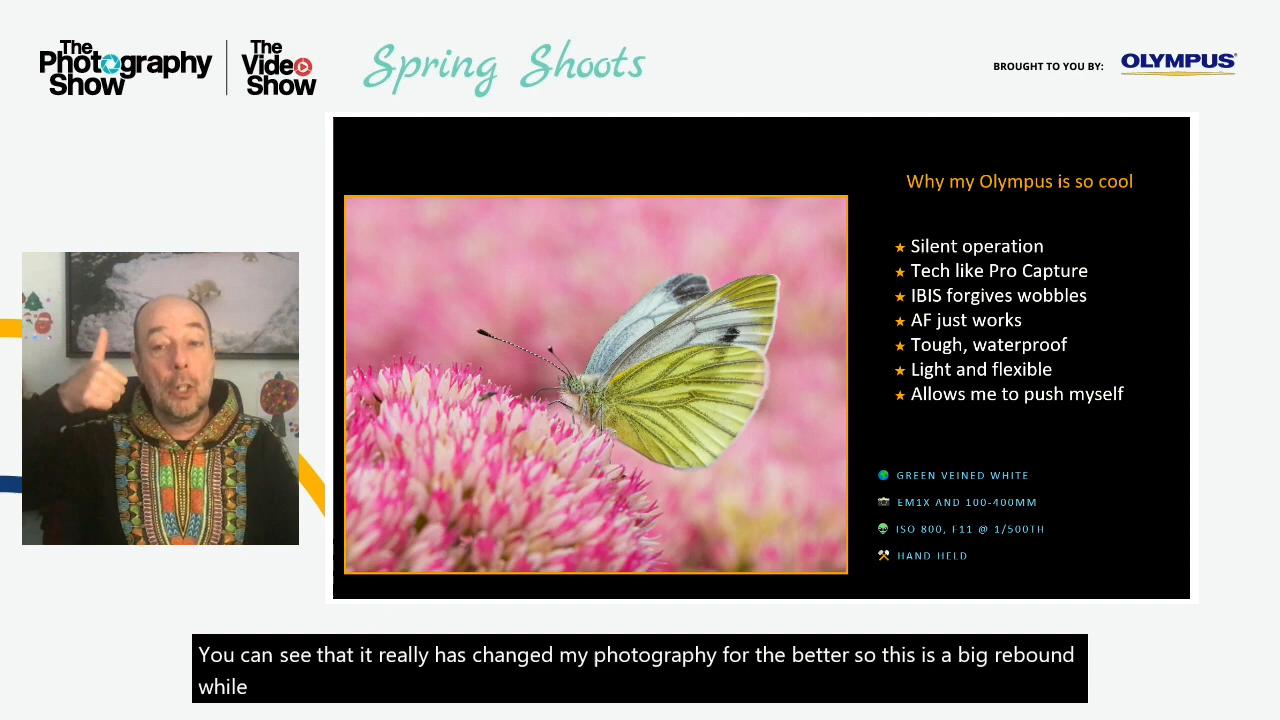 The Photography Show
The Video Show
Spring Shoots
BROUGHT TO YOU BY:
OLYMPUS
Why my Olympus is so cool
★ Silent operation
★ Tech like Pro Capture
★ IBIS forgives wobbles
★ AF just works
★ Tough, waterproof
★ Light and flexible
★ Allows me to push myself
GREEN VEINED WHITE
EM1X AND 100-400MM
ISO 800, F11 @ 1/500TH
HAND HELD
You can see that it really has changed my photography for the better so this is a big rebound
while